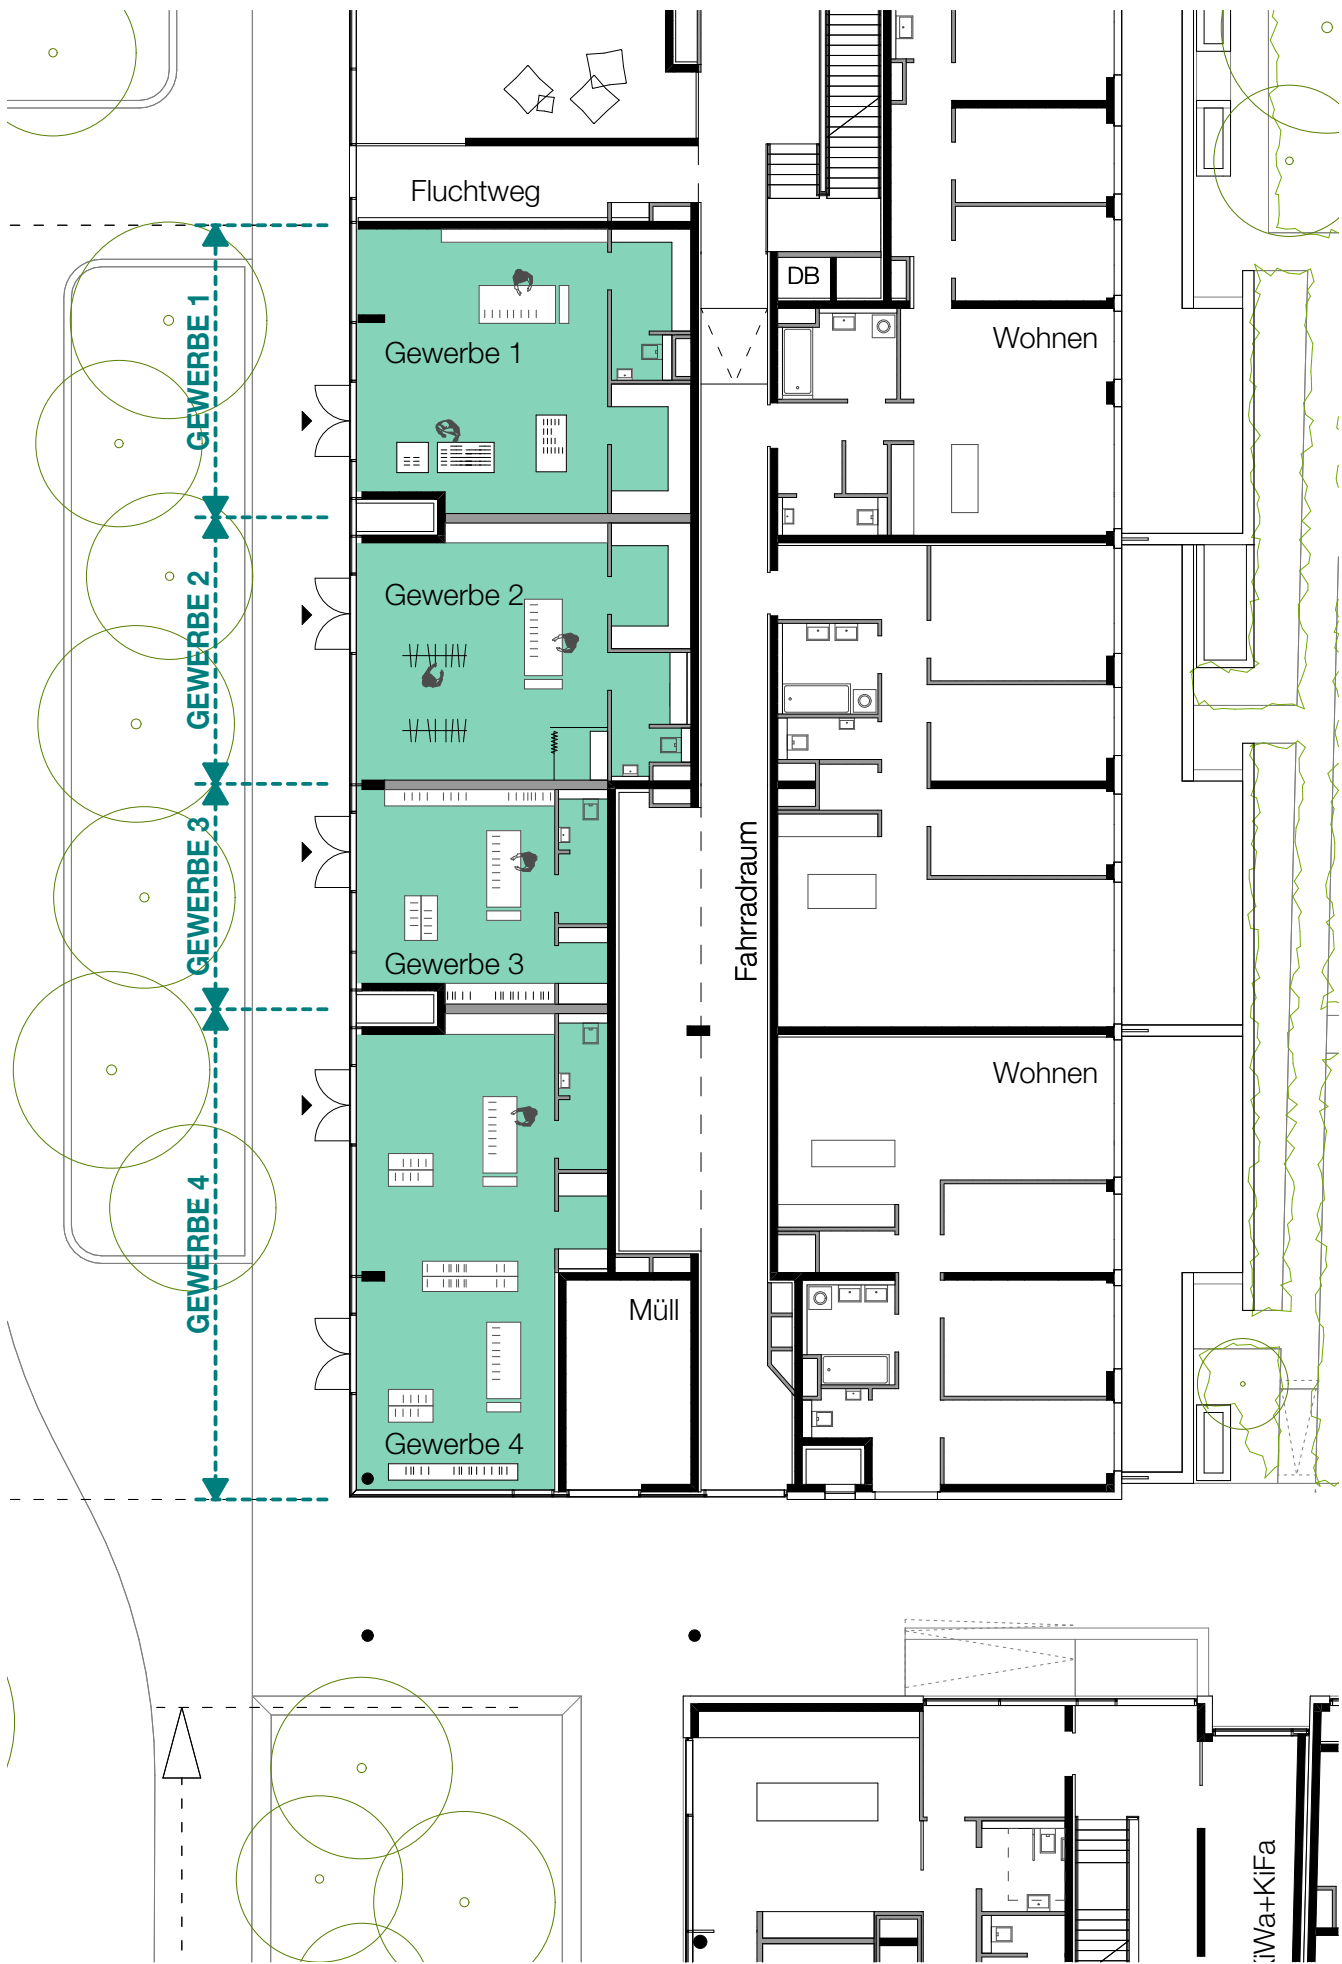 Fluchtweg
DB
GEWERBE 1
Gewerbe 1
Wohnen
GEWERBE 2
Gewerbe 2
GEWERBE 3
Gewerbe 3
Fahrradraum
Wohnen
GEWERBE 4
Müll
Gewerbe 4
KiWa+KiFa